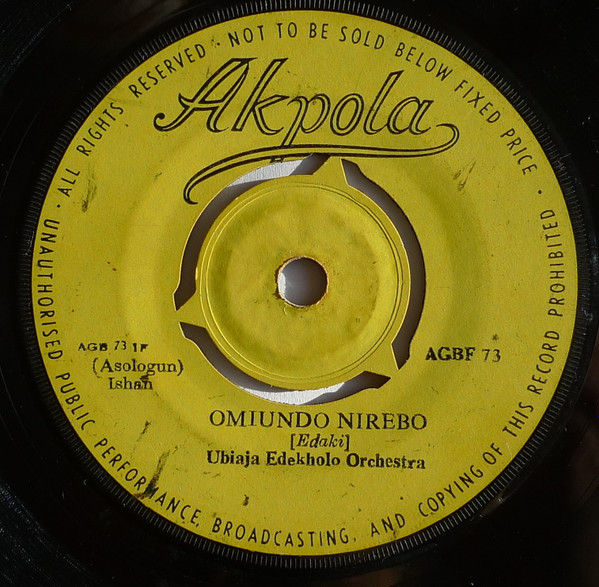 ALL RIGHTS RESERVED · NOT TO BE SOLD BELOW FIXED PRICE ·
Akpola
AGB 73 1F
(Asologun)
Ishan
AGBF 73
OMIUNDO NIREBO
[Edaki]
Ubiaja Edekholo Orchestra
· UNAUTHORISED PUBLIC PERFORMANCE, BROADCASTING, AND COPYING OF THIS RECORD PROHIBITED ·